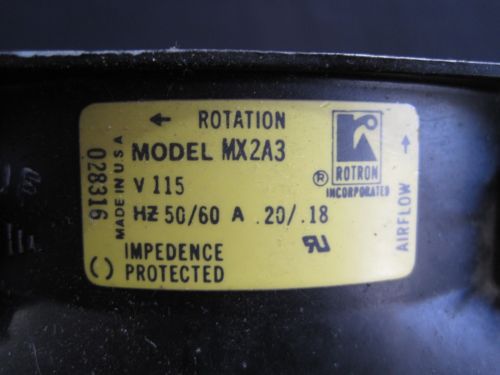 ← ROTATION
MODEL MX2A3
V 115
HZ 50/60 A .20/.18
IMPEDENCE
PROTECTED
( )
028316
MADE IN U.S.A
® ROTRON
INCORPORATED
AIRFLOW →